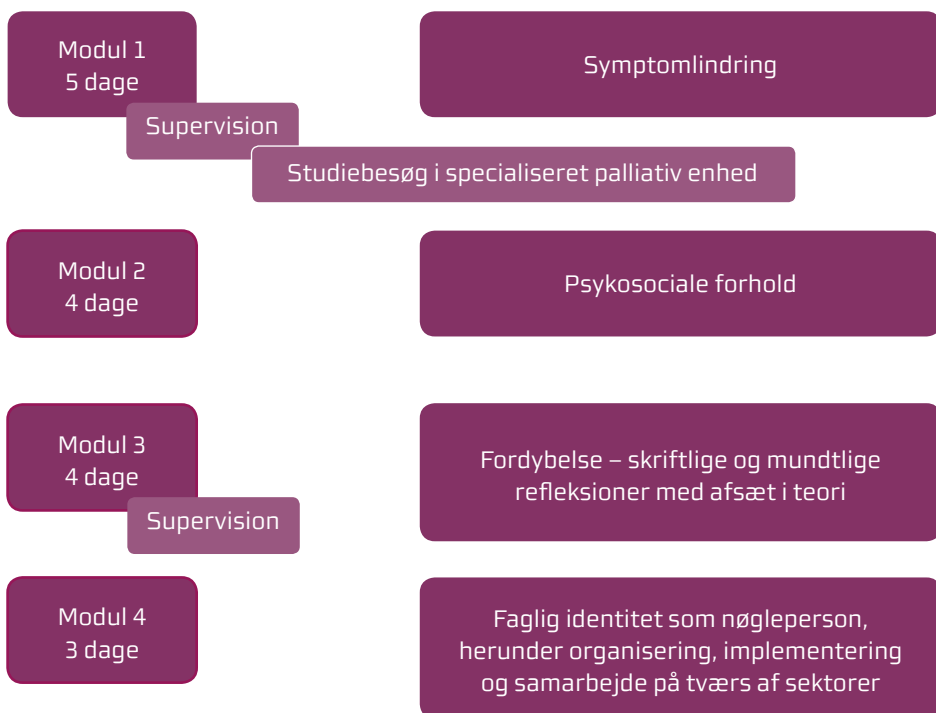 Modul 1
5 dage
Symptomlindring
Supervision
Studiebesøg i specialiseret palliativ enhed
Modul 2
4 dage
Psykosociale forhold
Modul 3
4 dage
Fordybelse – skriftlige og mundtlige
refleksioner med afsæt i teori
Supervision
Modul 4
3 dage
Faglig identitet som nøgleperson,
herunder organisering, implementering
og samarbejde på tværs af sektorer